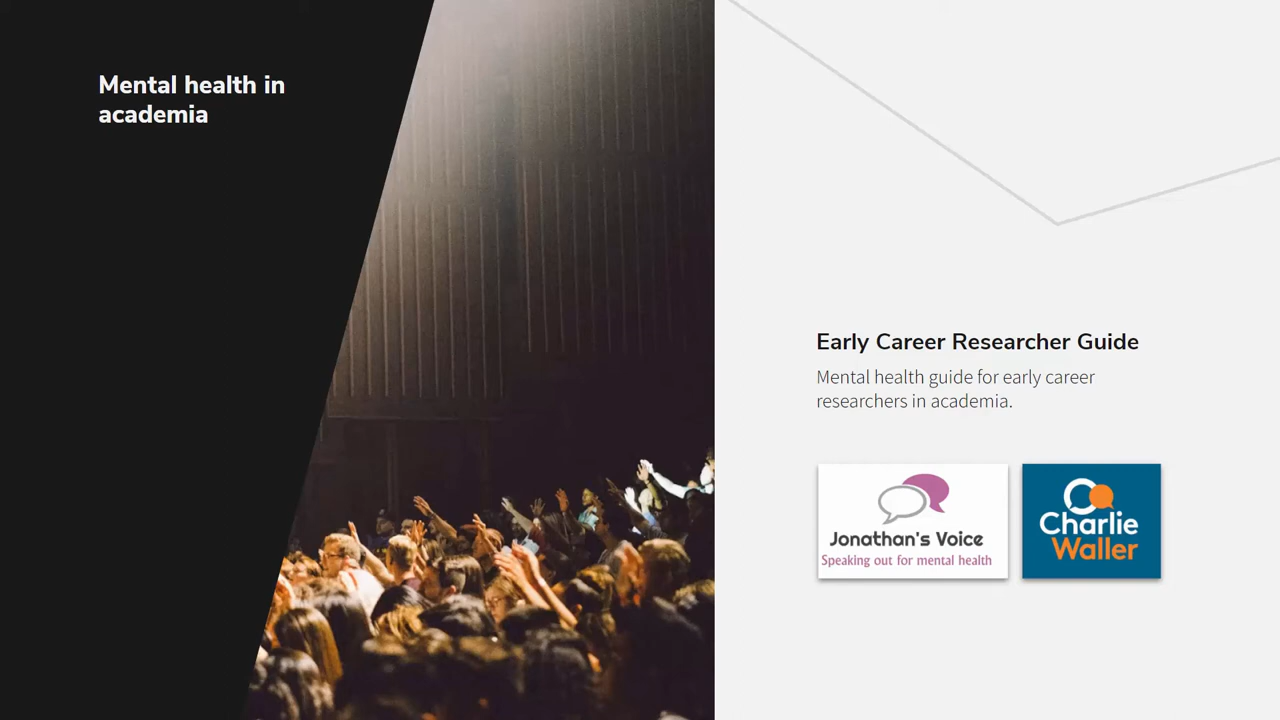 Mental health in
academia
Early Career Researcher Guide
Mental health guide for early career
researchers in academia.
Jonathan's Voice
Speaking out for mental health
Charlie
Waller